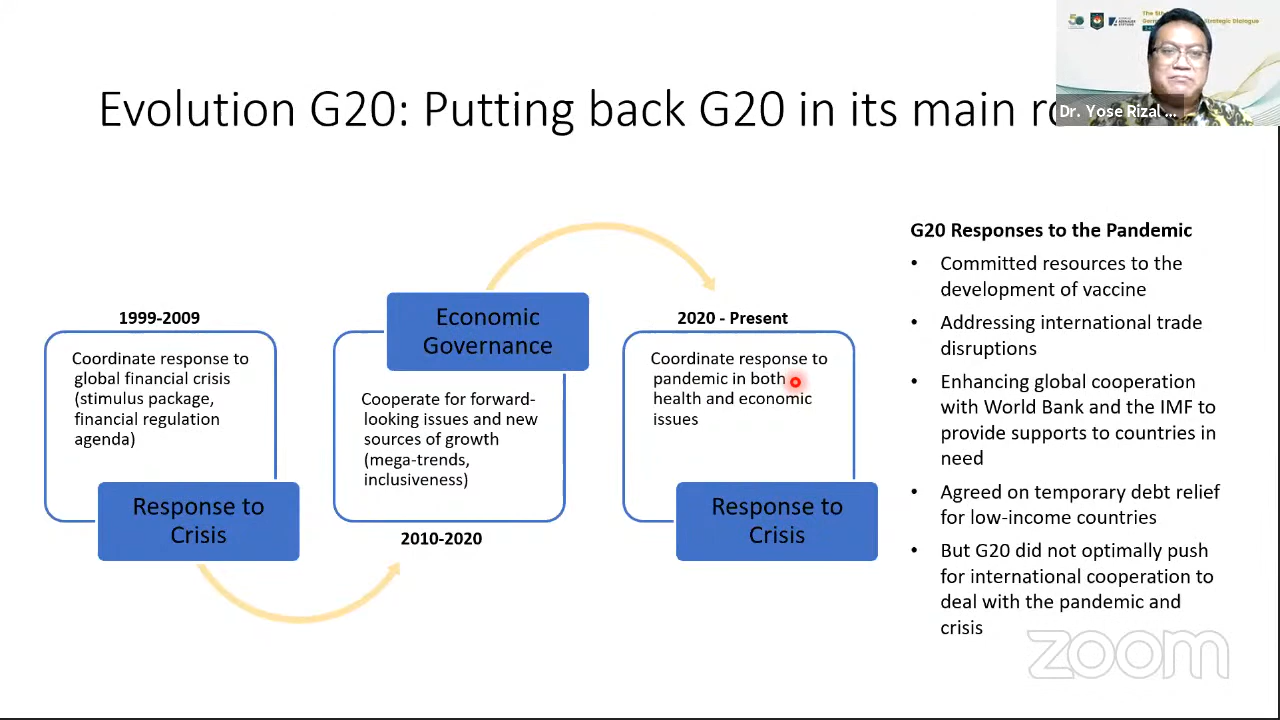 Evolution G20: Putting back G20 in its main
Dr. Yose Rizal ...
The 5th
Strategic Dialogue
1999-2009
Coordinate response to
global financial crisis
(stimulus package,
financial regulation
agenda)
Response to
Crisis
Economic
Governance
Cooperate for forward-
looking issues and new
sources of growth
(mega-trends,
inclusiveness)
2010-2020
2020 - Present
Coordinate response to
pandemic in both
health and economic
issues
Response to
Crisis
G20 Responses to the Pandemic
• Committed resources to the
development of vaccine
• Addressing international trade
disruptions
• Enhancing global cooperation
with World Bank and the IMF to
provide supports to countries in
need
• Agreed on temporary debt relief
for low-income countries
• But G20 did not optimally push
for international cooperation to
deal with the pandemic and
crisis
zoom